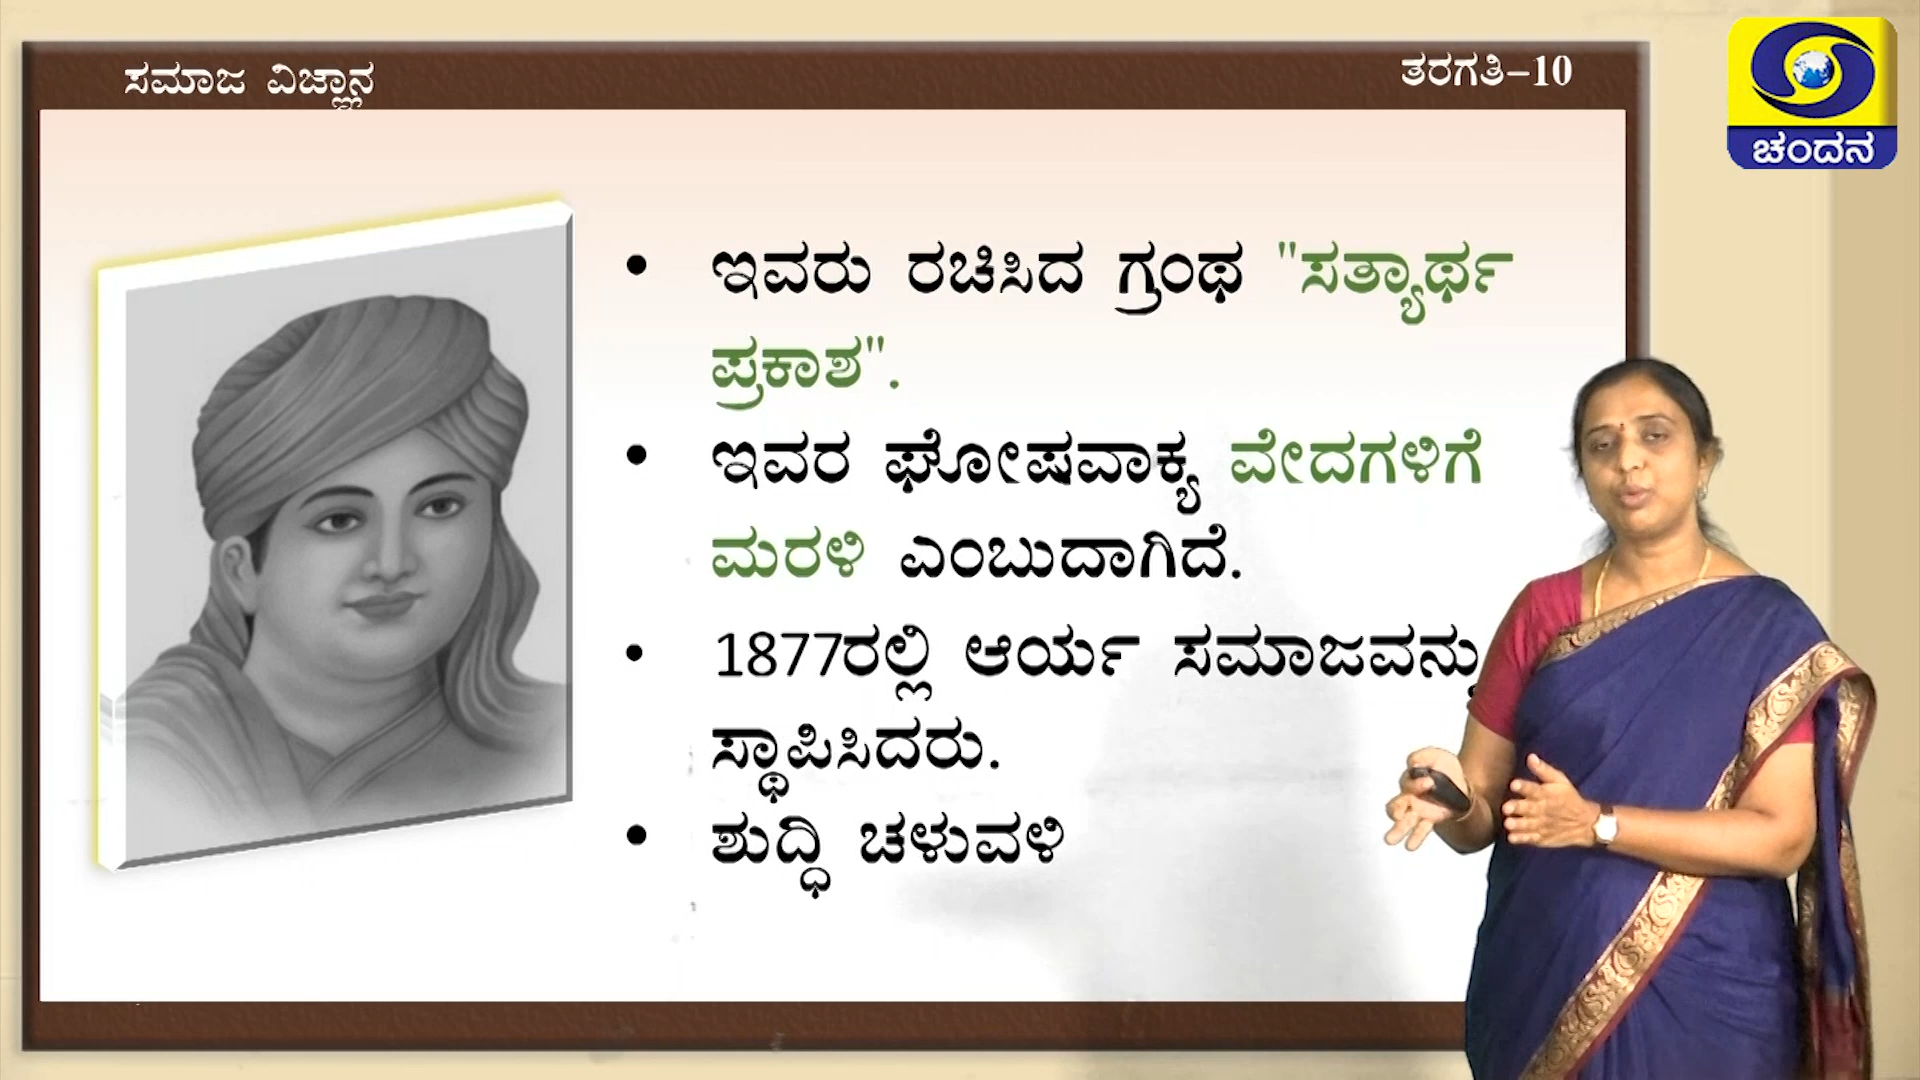 ಸಮಾಜ ವಿಜ್ಞಾನ
ತರಗತಿ-10
ಚಂದನ
• ಇವರು ರಚಿಸಿದ ಗ್ರಂಥ "ಸತ್ಯಾರ್ಥ
ಪ್ರಕಾಶ".
• ಇವರ ಘೋಷವಾಕ್ಯ ವೇದಗಳಿಗೆ
ಮರಳಿ ಎಂಬುದಾಗಿದೆ.
• 1877ರಲ್ಲಿ ಆರ್ಯ ಸಮಾಜವನ್ನು
ಸ್ಥಾಪಿಸಿದರು.
• ಶುದ್ಧಿ ಚಳುವಳಿ